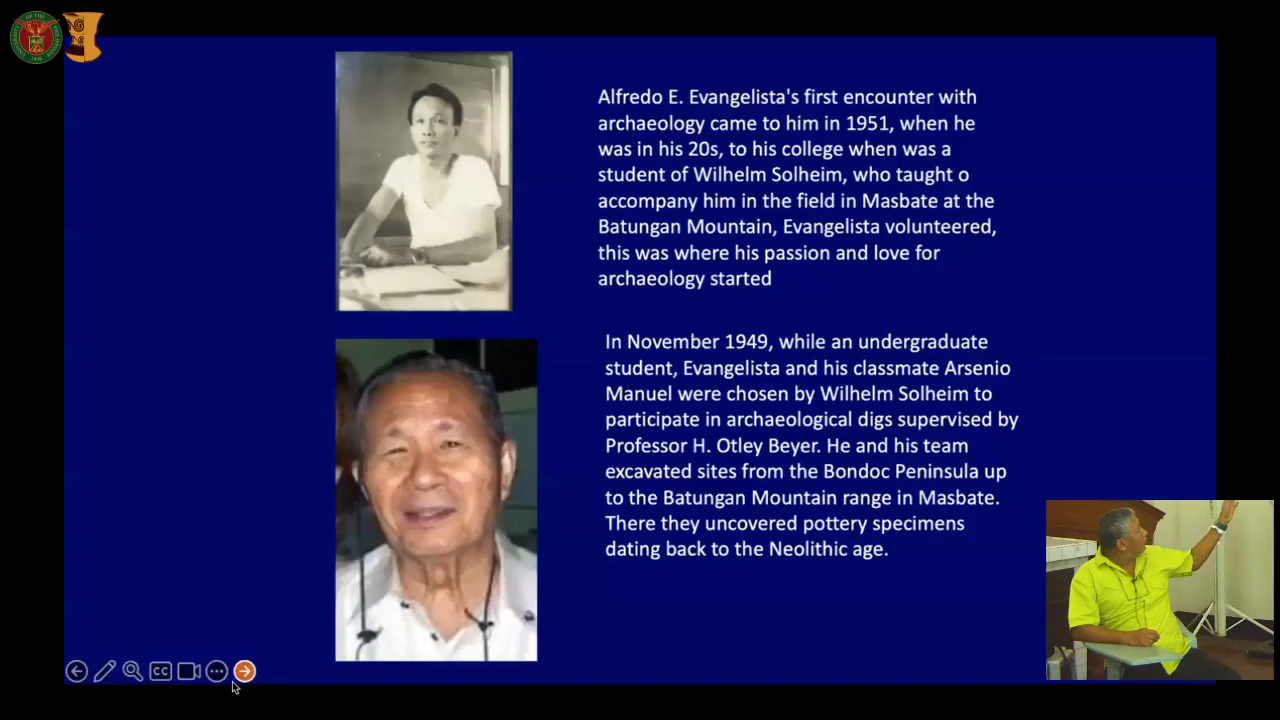 Alfredo E. Evangelista's first encounter with
archaeology came to him in 1951, when he
was in his 20s, to his college when was a
student of Wilhelm Solheim, who taught o
accompany him in the field in Masbate at the
Batungan Mountain, Evangelista volunteered,
this was where his passion and love for
archaeology started
In November 1949, while an undergraduate
student, Evangelista and his classmate Arsenio
Manuel were chosen by Wilhelm Solheim to
participate in archaeological digs supervised by
Professor H. Otley Beyer. He and his team
excavated sites from the Bondoc Peninsula up
to the Batungan Mountain range in Masbate.
There they uncovered pottery specimens
dating back to the Neolithic age.
CC